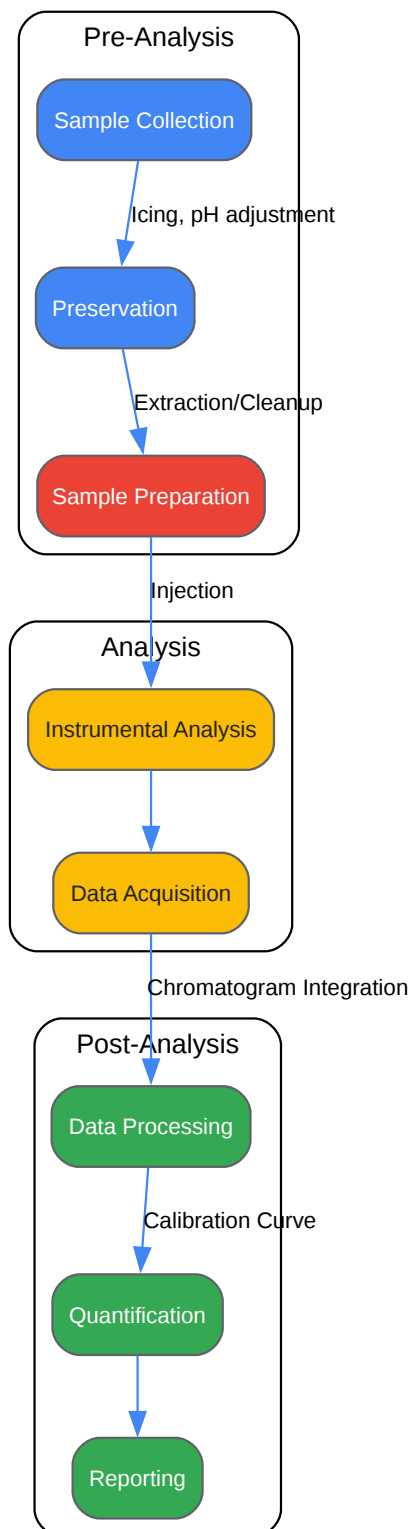 Pre-Analysis
Sample Collection
Icing, pH adjustment
Preservation
Extraction/Cleanup
Sample Preparation
Injection
Analysis
Instrumental Analysis
Data Acquisition
Chromatogram Integration
Post-Analysis
Data Processing
Calibration Curve
Quantification
Reporting